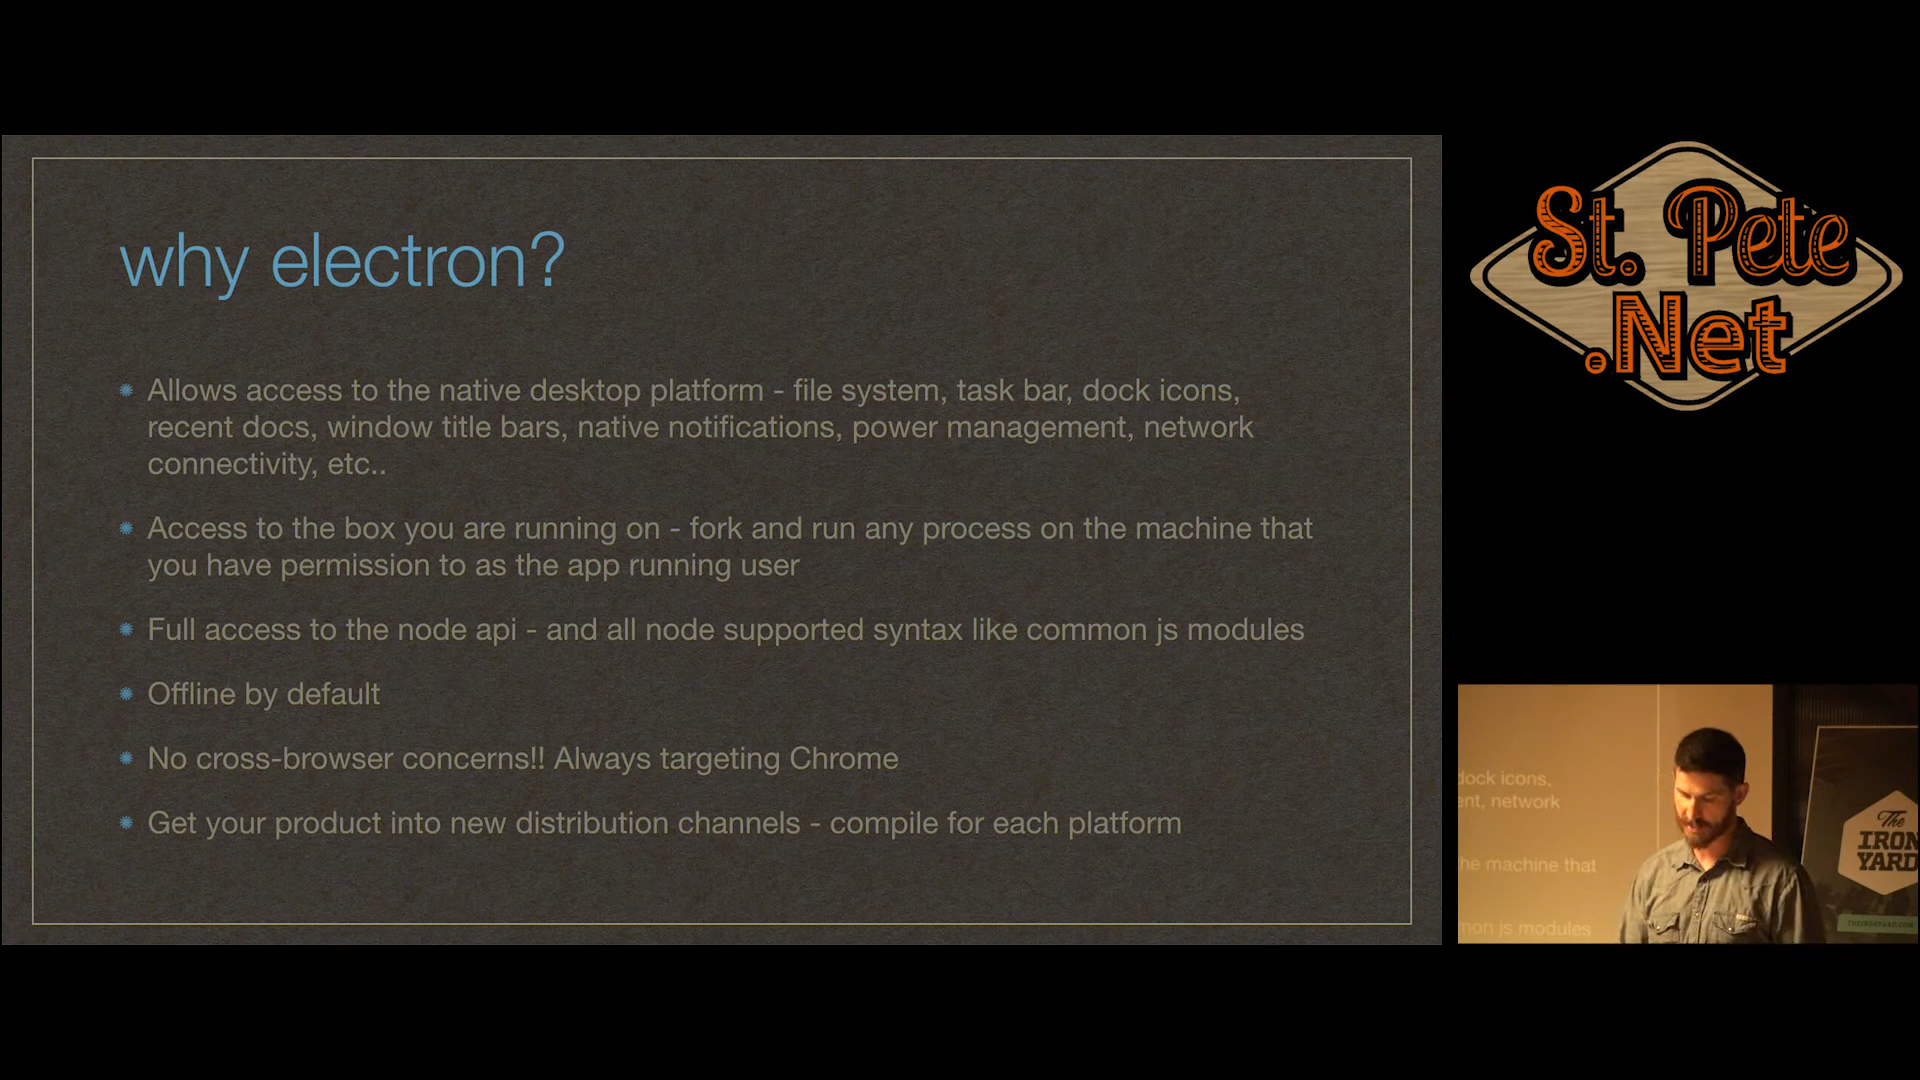 why electron?
Allows access to the native desktop platform - file system, task bar, dock icons,
recent docs, window title bars, native notifications, power management, network
connectivity, etc..
Access to the box you are running on - fork and run any process on the machine that
you have permission to as the app running user
Full access to the node api - and all node supported syntax like common js modules
Offline by default
No cross-browser concerns!! Always targeting Chrome
Get your product into new distribution channels - compile for each platform
St. Pete
.Net
dock icons,
ent, network
he machine that
mon js modules
The
IRON
YARD
THEIRONYARD.COM